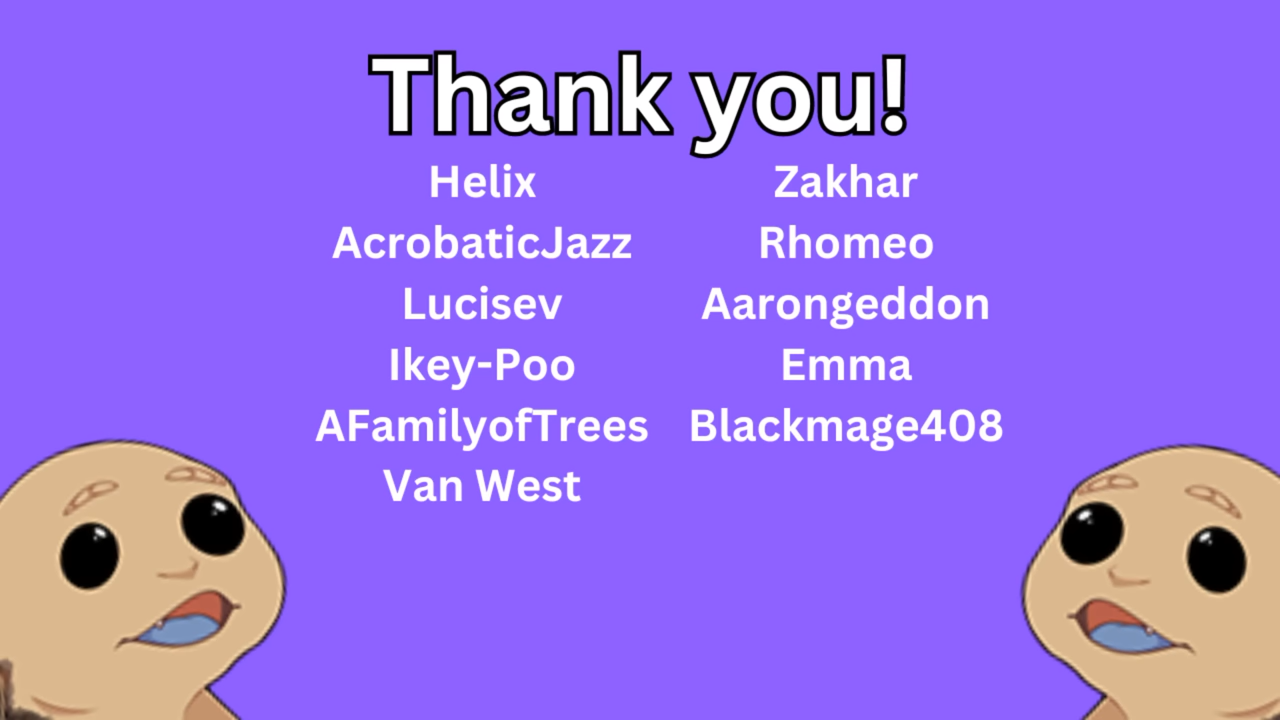 Thank you!
Helix
AcrobaticJazz
Lucisev
Ikey-Poo
AFamilyofTrees
Van West
Zakhar
Rhomeo
Aarongeddon
Emma
Blackmage408